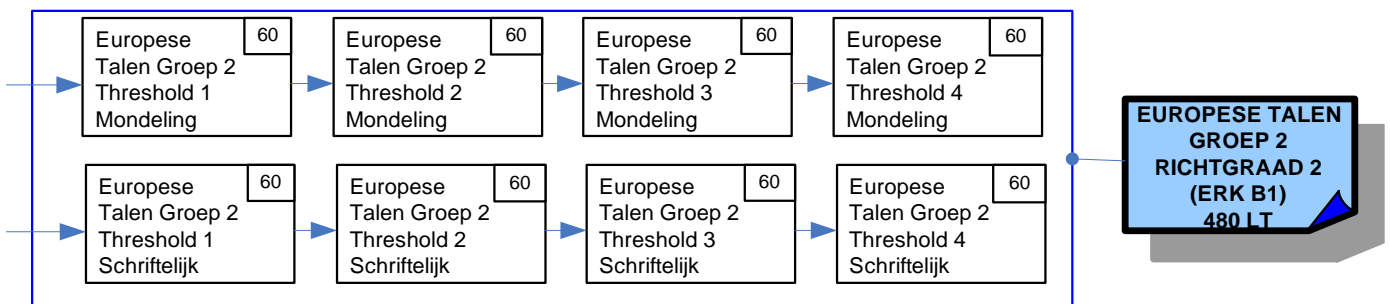 Europese
60
Talen Groep 2
Threshold 1
Mondeling
Europese
60
Talen Groep 2
Threshold 2
Mondeling
Europese
60
Talen Groep 2
Threshold 3
Mondeling
Europese
60
Talen Groep 2
Threshold 4
Mondeling
Europese
60
Talen Groep 2
Threshold 1
Schriftelijk
Europese
60
Talen Groep 2
Threshold 2
Schriftelijk
Europese
60
Talen Groep 2
Threshold 3
Schriftelijk
Europese
60
Talen Groep 2
Threshold 4
Schriftelijk
EUROPESE TALEN
GROEP 2
RICHTGRAAD 2
(ERK B1)
480 LT